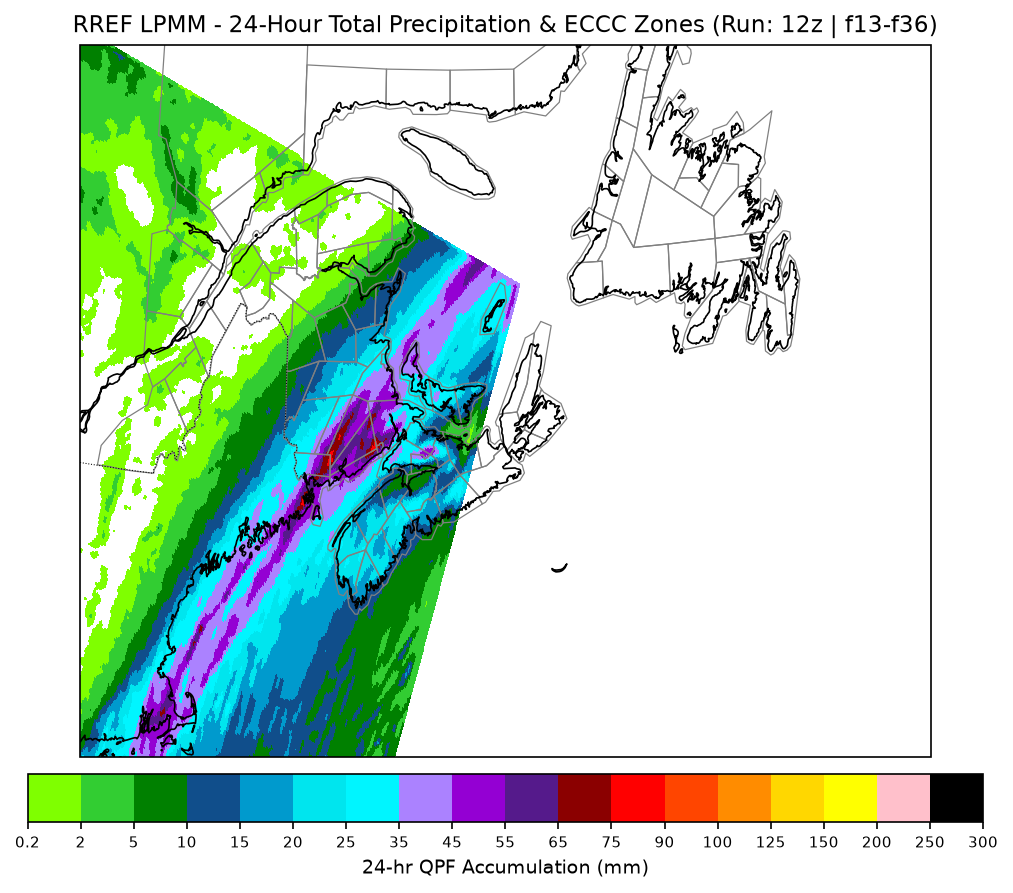 RREF LPMM - 24-Hour Total Precipitation & ECCC Zones (Run: 12z | f13-f36)
0.2 2 5 10 15 20 25 35 45 55 65 75 90 100 125 150 200 250 300
24-hr QPF Accumulation (mm)